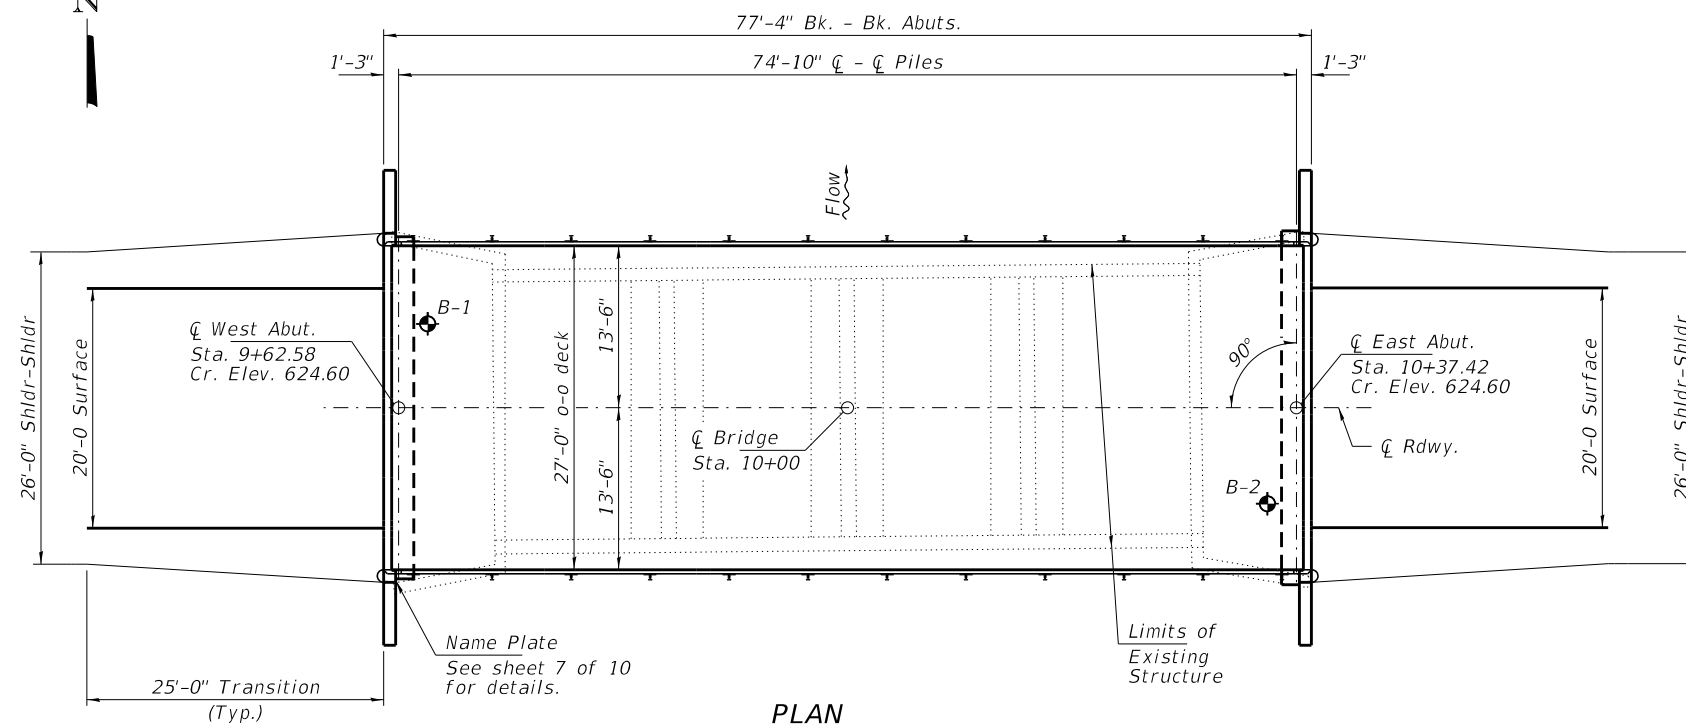 N
77'-4" Bk. - Bk. Abuts.
1'-3"
74'-10" ℄ - ℄ Piles
1'-3"
Flow
B-1
℄ West Abut.
Sta. 9+62.58
Cr. Elev. 624.60
26'-0" Shldr-Shldr
20'-0 Surface
27'-0" o-o deck
13'-6"
13'-6"
℄ Bridge
Sta. 10+00
90°
℄ East Abut.
Sta. 10+37.42
Cr. Elev. 624.60
℄ Rdwy.
B-2
20'-0 Surface
26'-0" Shldr-Shldr
Name Plate
See sheet 7 of 10
for details.
Limits of
Existing
Structure
25'-0" Transition
(Typ.)
PLAN